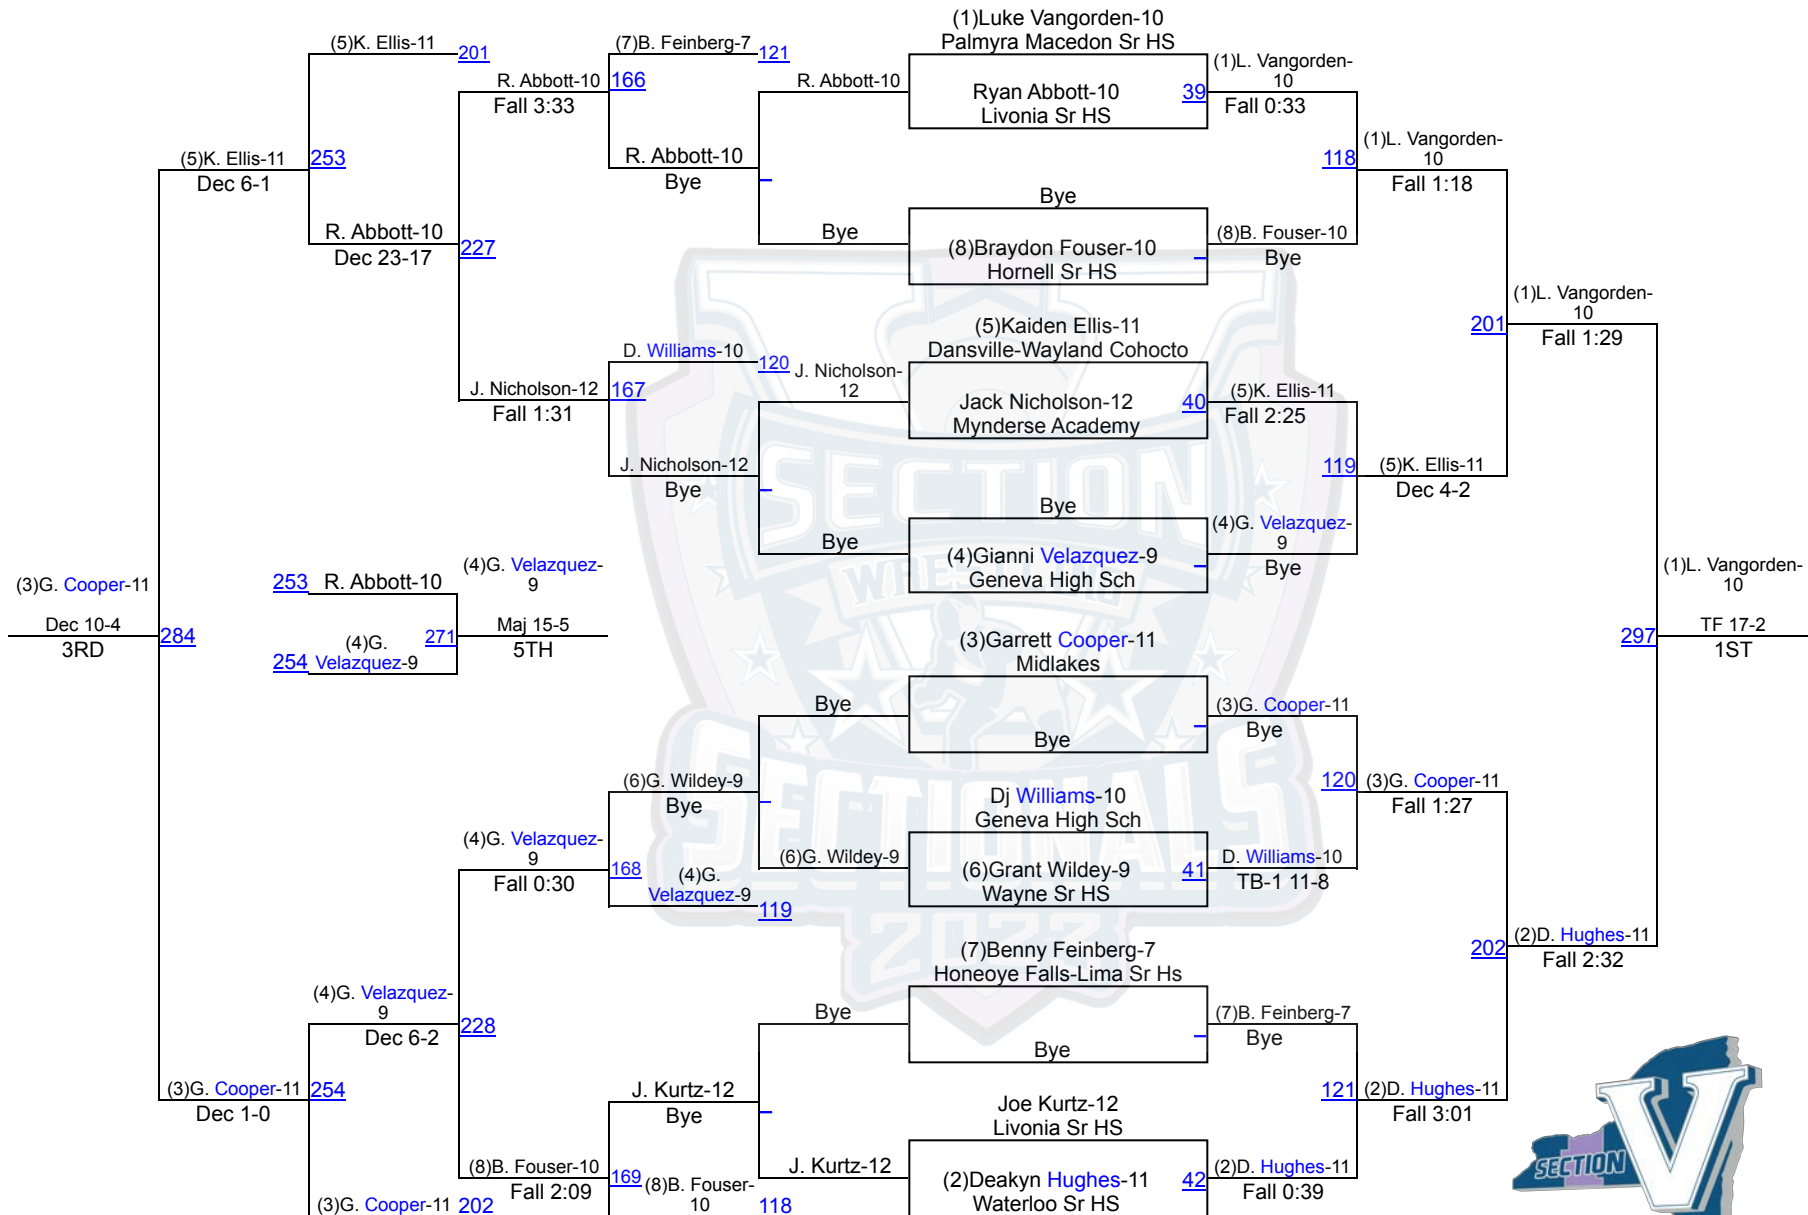 (1)Luke Vangorden-10
Palmyra Macedon Sr HS
Ryan Abbott-10
Livonia Sr HS
39
Bye
(8)Braydon Fouser-10
Hornell Sr HS
(5)Kaiden Ellis-11
Dansville-Wayland Cohocto
Jack Nicholson-12
Mynderse Academy
40
Bye
(4)Gianni Velazquez-9
Geneva High Sch
(3)Garrett Cooper-11
Midlakes
Bye
Dj Williams-10
Geneva High Sch
(6)Grant Wildey-9
Wayne Sr HS
41
(7)Benny Feinberg-7
Honeoye Falls-Lima Sr Hs
Bye
Joe Kurtz-12
Livonia Sr HS
(2)Deakyn Hughes-11
Waterloo Sr HS
42
(1)L. Vangorden-
10
Fall 0:33
118
(8)B. Fouser-10
Bye
(5)K. Ellis-11
Fall 2:25
119
(4)G. Velazquez-
9
Bye
(3)G. Cooper-11
Bye
120
D. Williams-10
TB-1 11-8
(7)B. Feinberg-7
Bye
121
(2)D. Hughes-11
Fall 0:39
(1)L. Vangorden-
10
Fall 1:18
201
(5)K. Ellis-11
Dec 4-2
(3)G. Cooper-11
Fall 1:27
202
(2)D. Hughes-11
Fall 3:01
(1)L. Vangorden-
10
Fall 1:29
297
(2)D. Hughes-11
Fall 2:32
(1)L. Vangorden-
10
TF 17-2
1ST
R. Abbott-10
Bye
J. Nicholson-
12
Bye
Bye
(6)G. Wildey-9
Bye
J. Kurtz-12
(7)B. Feinberg-7
121
R. Abbott-10
Bye
D. Williams-10
120
J. Nicholson-12
Bye
(6)G. Wildey-9
Bye
(4)G.
Velazquez-9
119
J. Kurtz-12
Bye
(8)B. Fouser-
10
118
R. Abbott-10
166
Fall 3:33
J. Nicholson-12
167
Fall 1:31
(4)G. Velazquez-
9
168
Fall 0:30
(8)B. Fouser-10
169
Fall 2:09
(5)K. Ellis-11
201
R. Abbott-10
227
Dec 23-17
(4)G. Velazquez-
9
228
Dec 6-2
(3)G. Cooper-11
202
(5)K. Ellis-11
253
Dec 6-1
(3)G. Cooper-11
254
Dec 1-0
(3)G. Cooper-11
284
Dec 10-4
3RD
253
R. Abbott-10
254
(4)G.
Velazquez-9
271
(4)G. Velazquez-
9
Maj 15-5
5TH
SECTION
WRESTLING
SECTIONALS
2023
SECTION
V